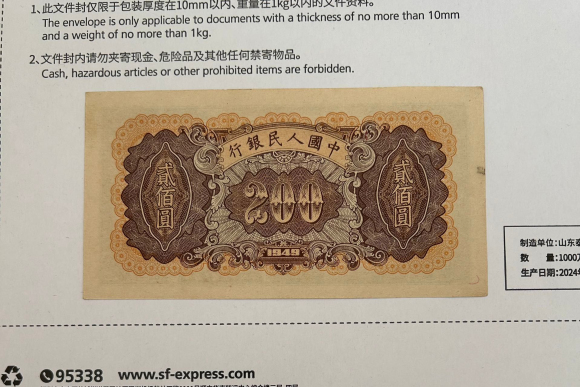 1、此文件封仅限于包装厚度在10mm以内、重量在1kg以内的文件资料。
The envelope is only applicable to documents with a thickness of no more than 10mm
and a weight of no more than 1kg.
2、文件封内请勿夹寄现金、危险品及其他任何禁寄物品。
Cash, hazardous articles or other prohibited items are forbidden.
行銀民人國中
貳佰圓
200
貳佰圓
1949
制造单位:山东
数 量:1000
生产日期:2024
95338 www.sf-express.com